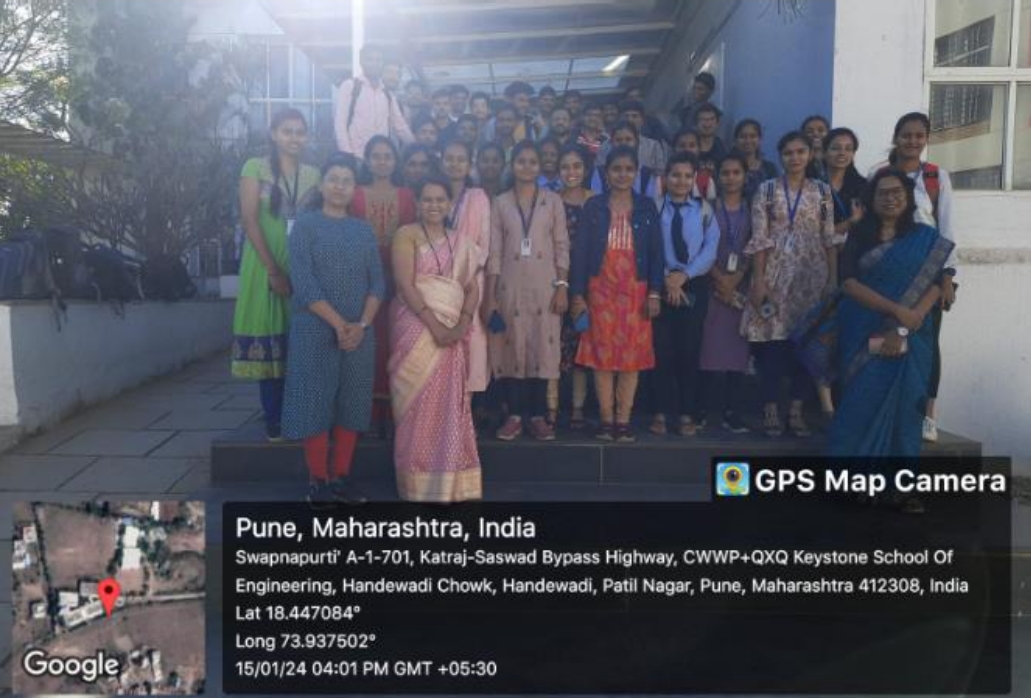 GPS Map Camera
Pune, Maharashtra, India
Swapnapurti' A-1-701, Katraj-Saswad Bypass Highway, CWWP+QXQ Keystone School Of
Engineering, Handewadi Chowk, Handewadi, Patil Nagar, Pune, Maharashtra 412308, India
Lat 18.447084°
Long 73.937502°
15/01/24 04:01 PM GMT +05:30
Google